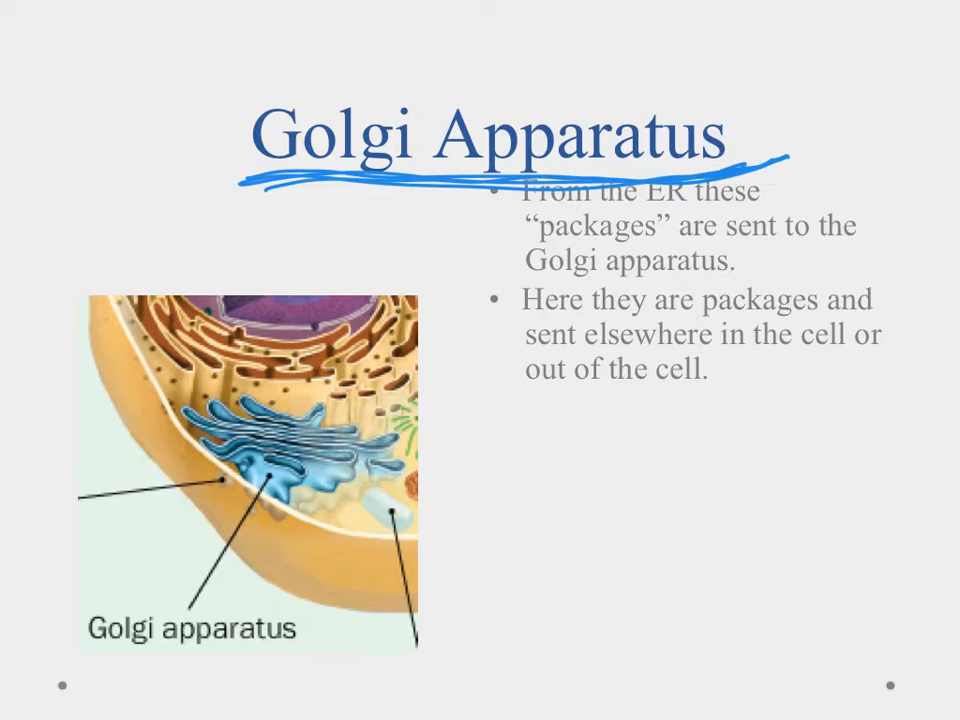 Golgi Apparatus
• From the ER these
“packages” are sent to the
Golgi apparatus.
• Here they are packages and
sent elsewhere in the cell or
out of the cell.
Golgi apparatus